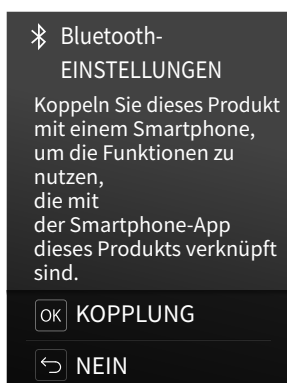 Bluetooth-
EINSTELLUNGEN
Koppeln Sie dieses Produkt
mit einem Smartphone,
um die Funktionen zu
nutzen,
die mit
der Smartphone-App
dieses Produkts verknüpft
sind.
OK KOPPLUNG
NEIN